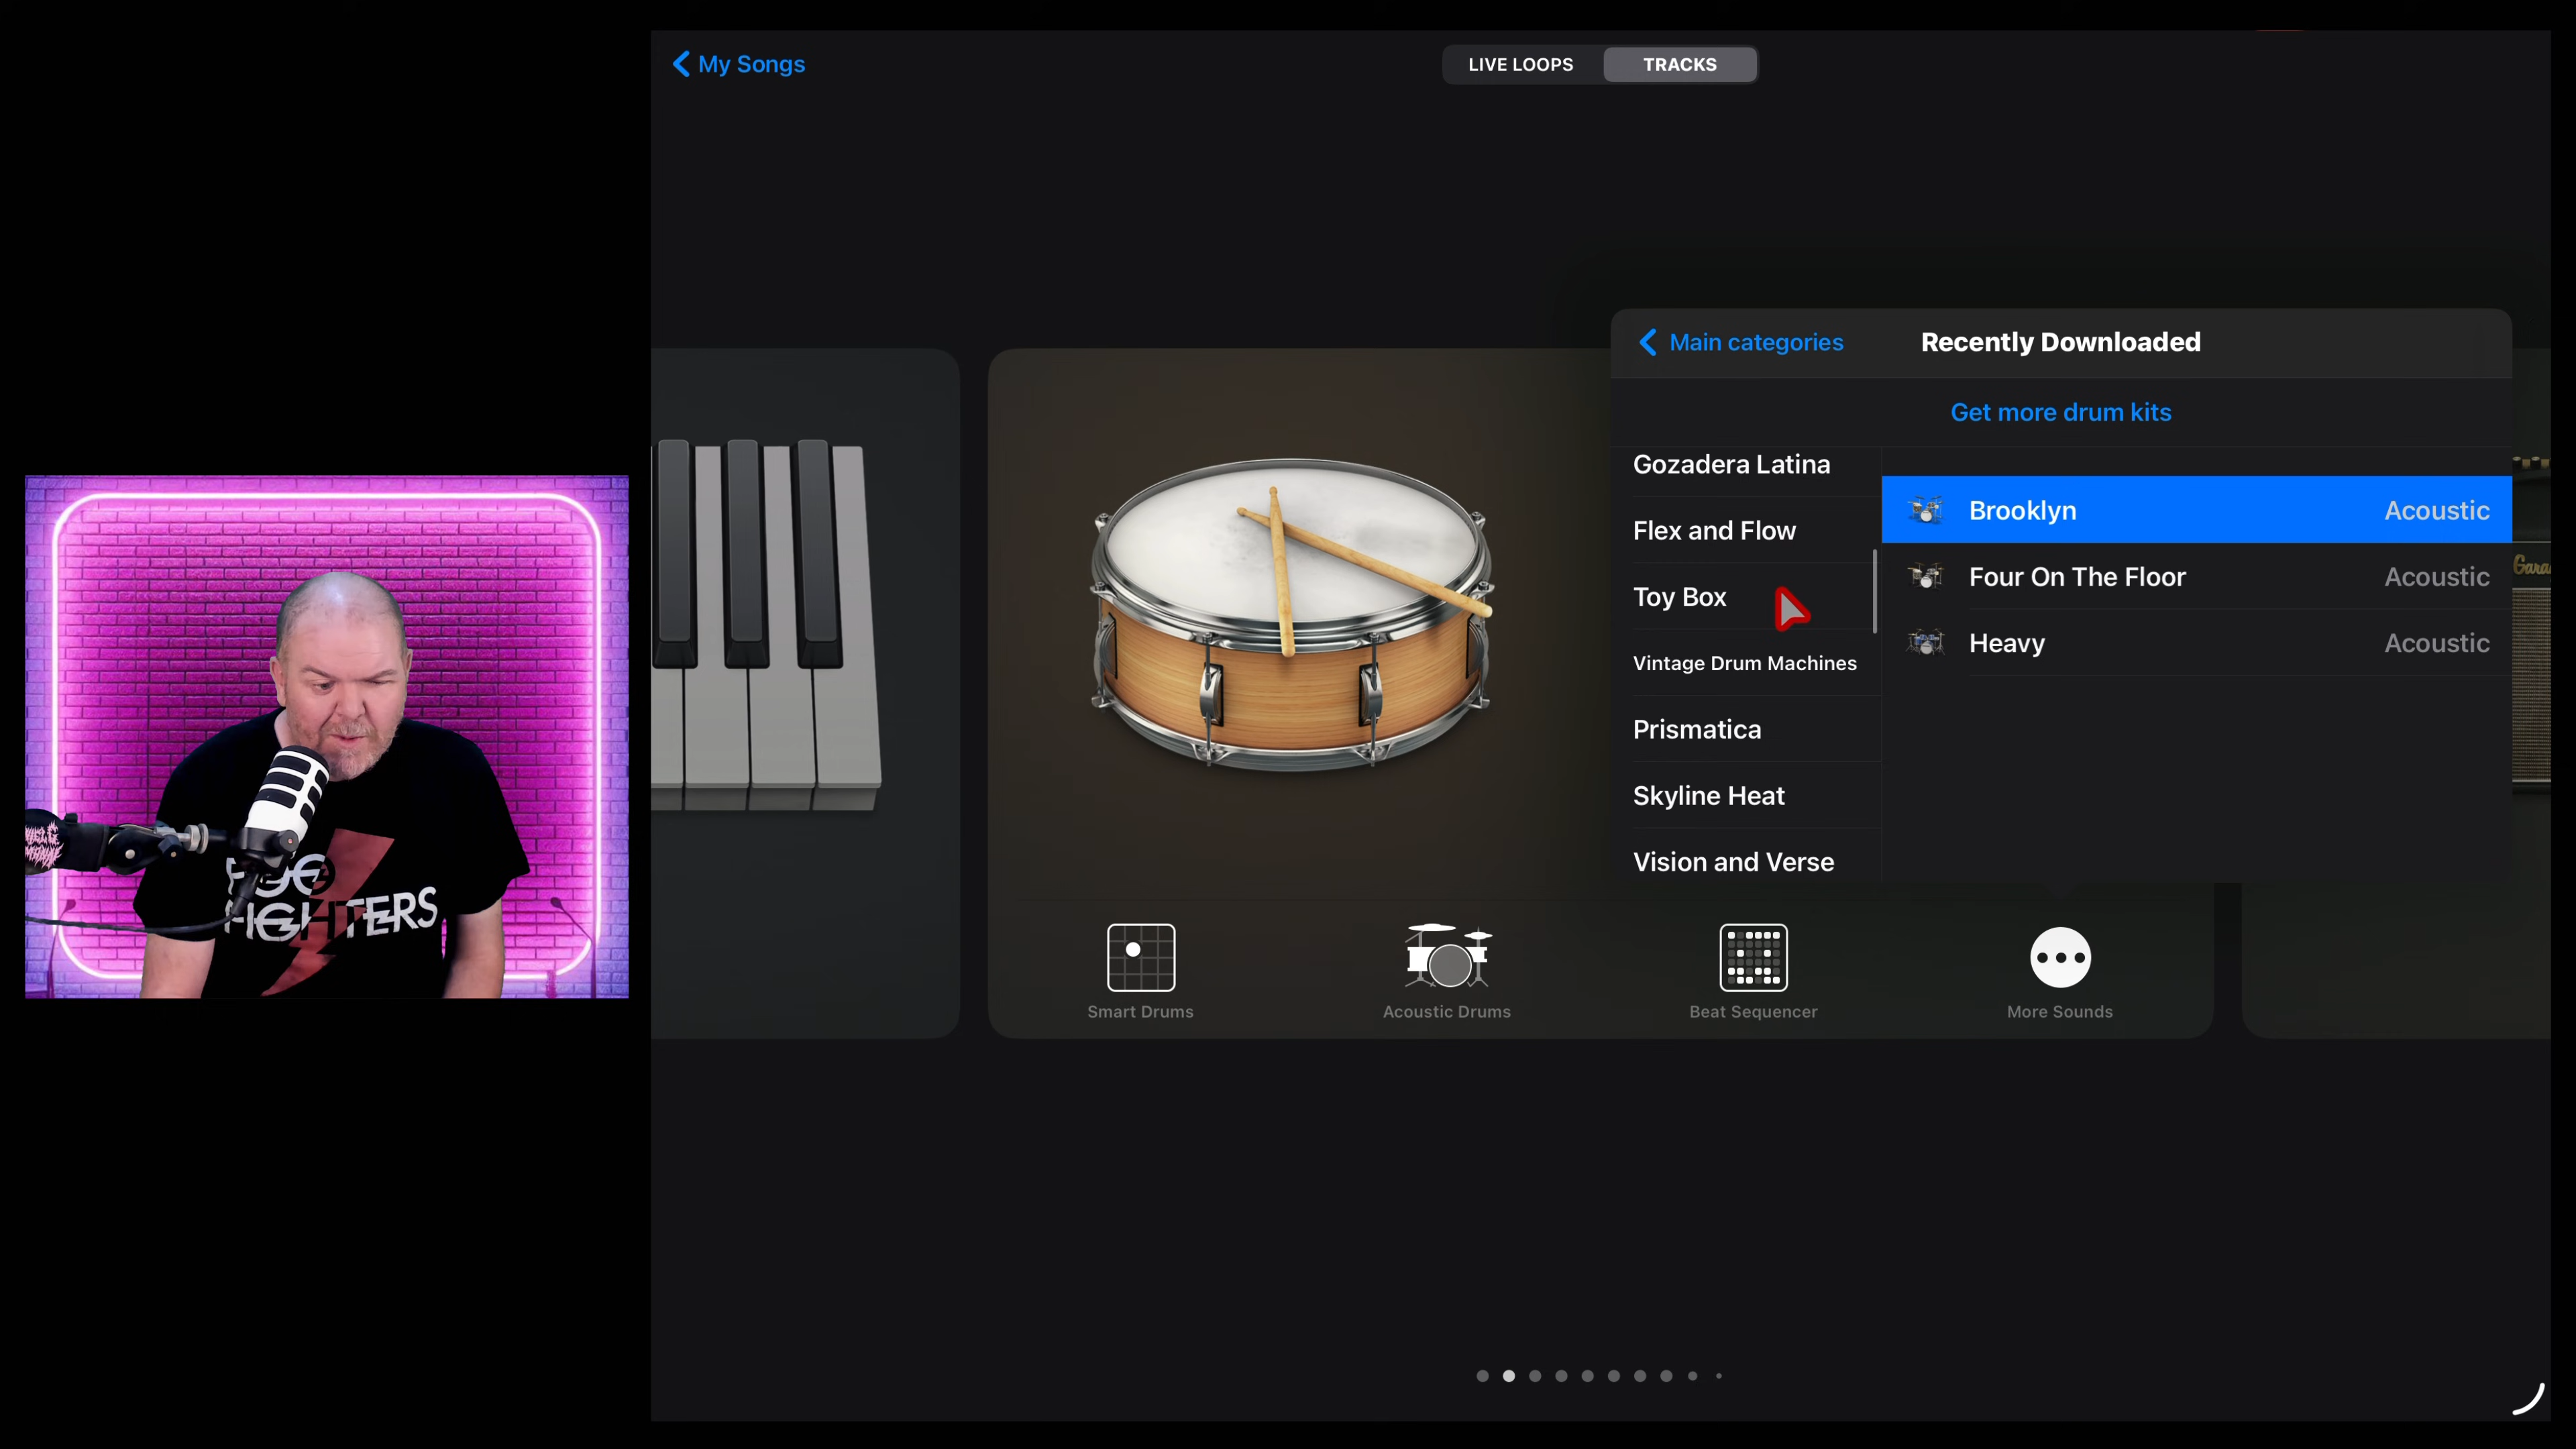 My Songs
LIVE LOOPS
TRACKS
Main categories
Recently Downloaded
Get more drum kits
Gozadera Latina
Flex and Flow
Toy Box
Vintage Drum Machines
Prismatica
Skyline Heat
Vision and Verse
Brooklyn
Acoustic
Four On The Floor
Acoustic
Heavy
Acoustic
Smart Drums
Acoustic Drums
Beat Sequencer
More Sounds
FIGHTERS